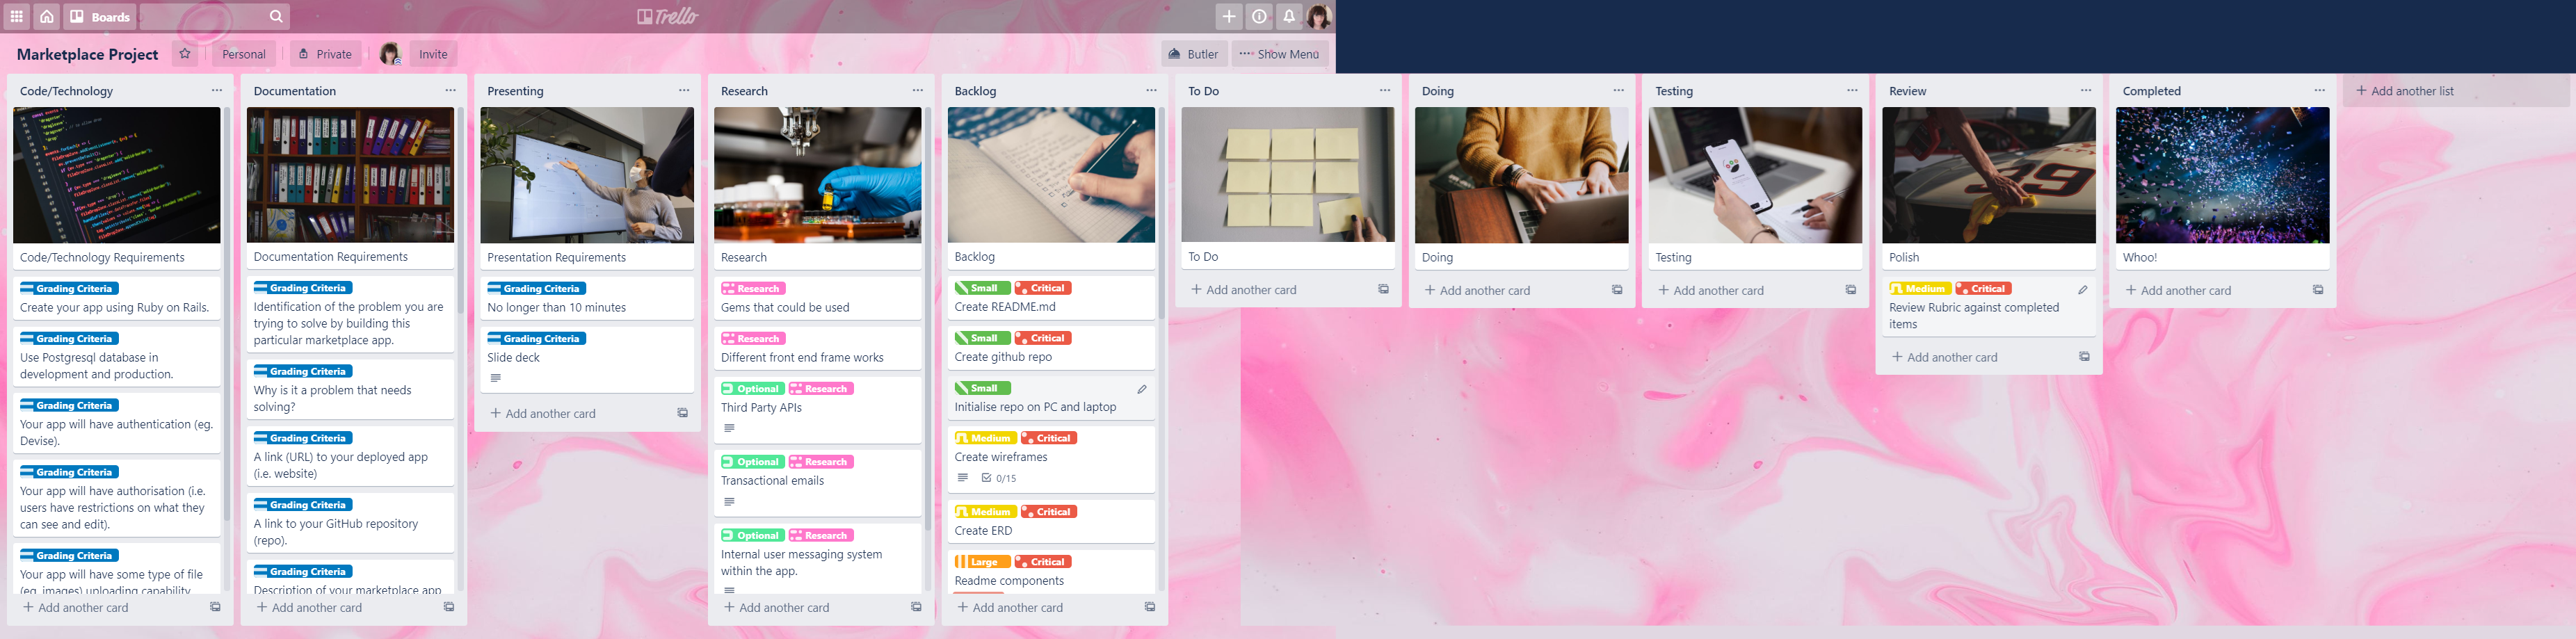 Boards
Trello
Marketplace Project
Personal
Private
Invite
Butler
Show Menu
Code/Technology
Code/Technology Requirements
Grading Criteria
Create your app using Ruby on Rails.
Grading Criteria
Use Postgresql database in
development and production.
Grading Criteria
Your app will have authentication (eg.
Devise).
Grading Criteria
Your app will have authorisation (i.e.
users have restrictions on what they
can see and edit).
Grading Criteria
Your app will have some type of file
(eg. images) uploading capability
+ Add another card
Documentation
Documentation Requirements
Grading Criteria
Identification of the problem you are
trying to solve by building this
particular marketplace app.
Grading Criteria
Why is it a problem that needs
solving?
Grading Criteria
A link (URL) to your deployed app
(i.e. website)
Grading Criteria
A link to your GitHub repository
(repo).
Grading Criteria
Description of your marketplace app
+ Add another card
Presenting
Presentation Requirements
Grading Criteria
No longer than 10 minutes
Grading Criteria
Slide deck
+ Add another card
Research
Research
Research
Gems that could be used
Research
Different front end frame works
Optional Research
Third Party APIs
Optional Research
Transactional emails
Optional Research
Internal user messaging system
within the app.
+ Add another card
Backlog
Backlog
Small Critical
Create README.md
Small Critical
Create github repo
Small
Initialise repo on PC and laptop
Medium Critical
Create wireframes
0/15
Medium Critical
Create ERD
Large Critical
Readme components
+ Add another card
To Do
To Do
+ Add another card
Doing
Doing
+ Add another card
Testing
Testing
+ Add another card
Review
39
Polish
Medium Critical
Review Rubric against completed
items
+ Add another card
Completed
Whoo!
+ Add another card
+ Add another list